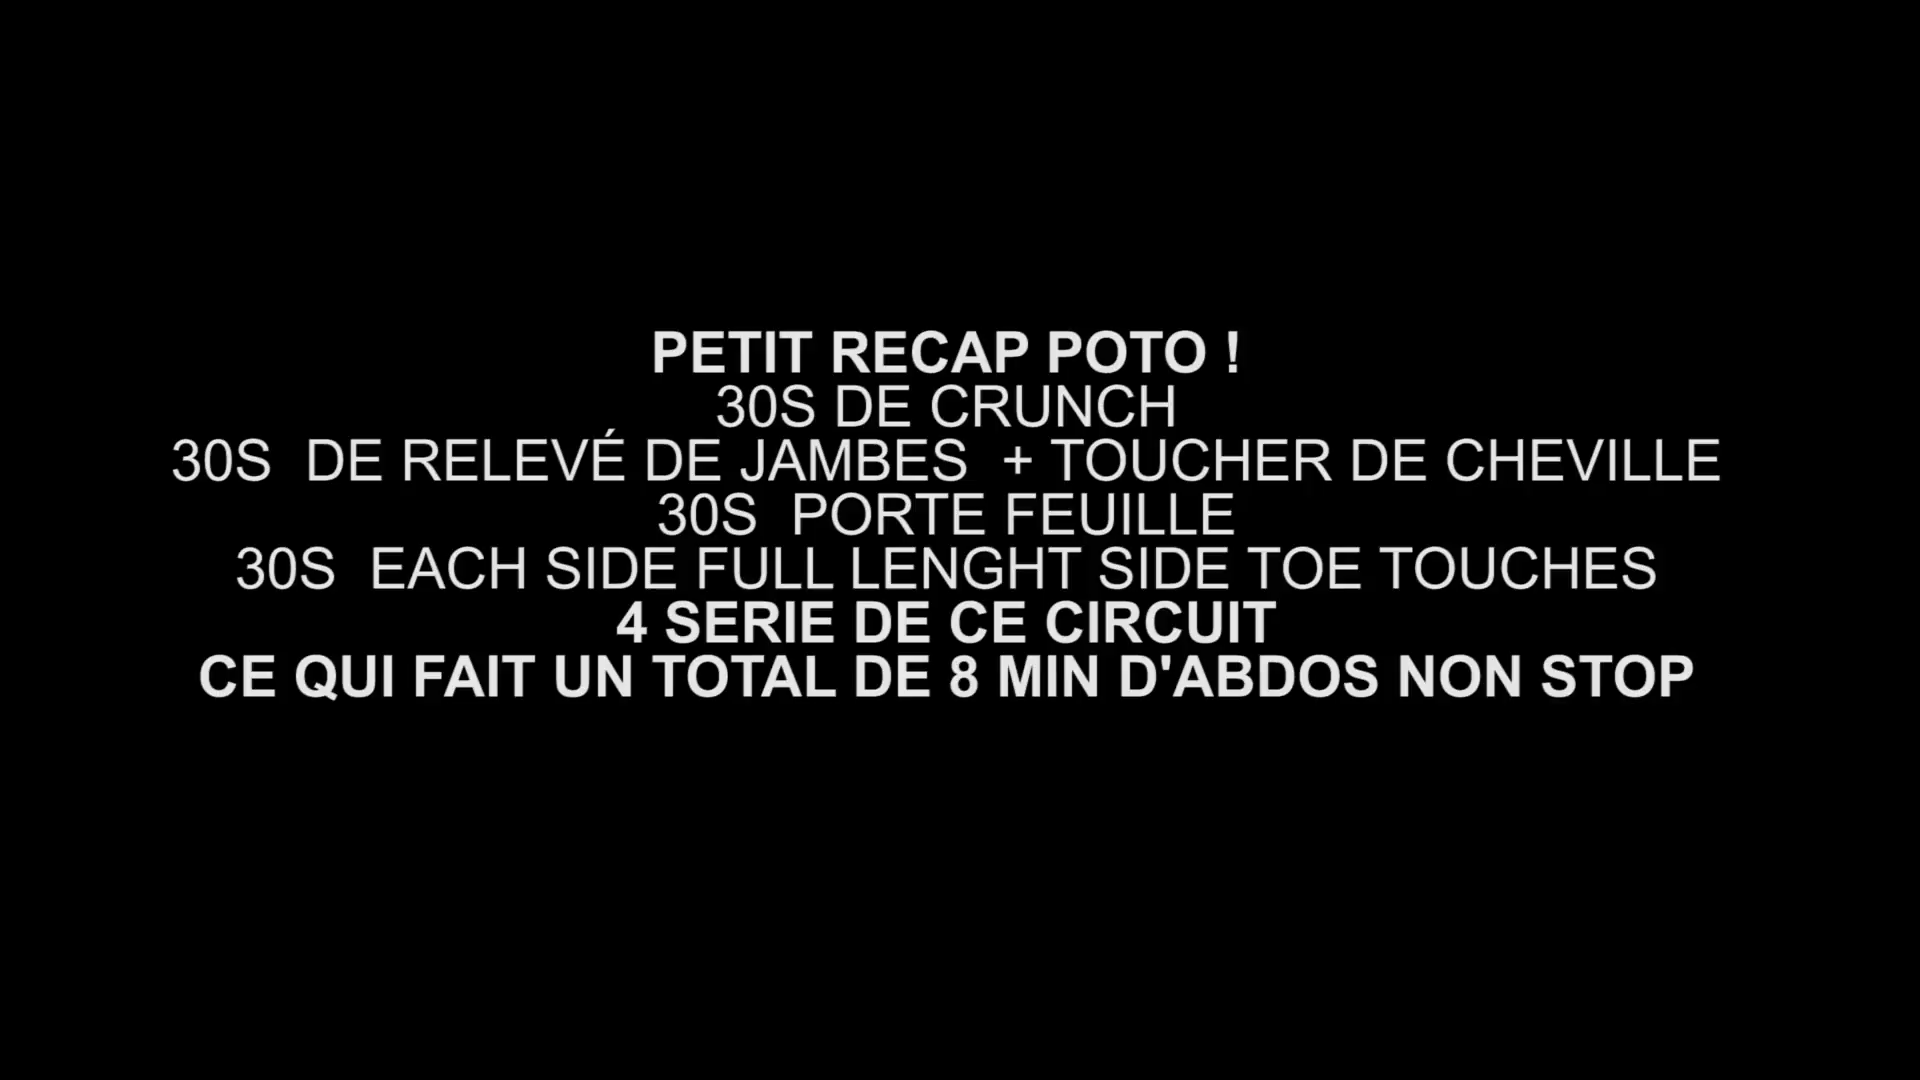 PETIT RECAP POTO !
30S DE CRUNCH
30S  DE RELEVÉ DE JAMBES  + TOUCHER DE CHEVILLE
30S  PORTE FEUILLE
30S  EACH SIDE FULL LENGHT SIDE TOE TOUCHES
4 SERIE DE CE CIRCUIT
CE QUI FAIT UN TOTAL DE 8 MIN D'ABDOS NON STOP